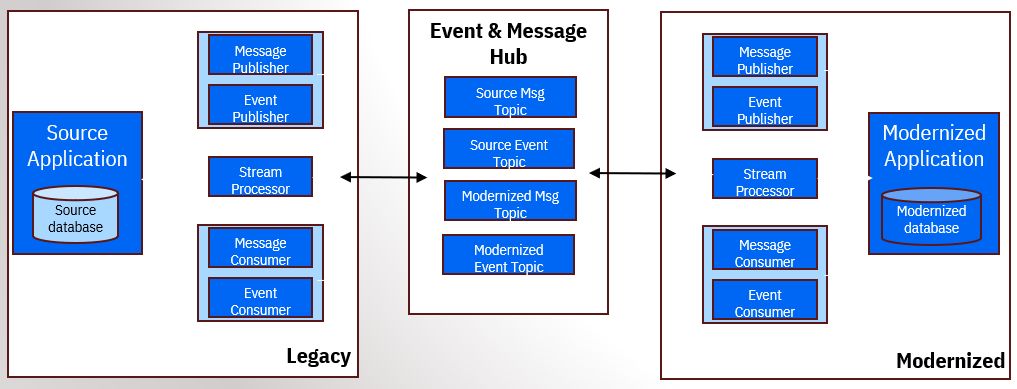 Source
Application
Source
database
Message
Publisher
Event
Publisher
Stream
Processor
Message
Consumer
Event
Consumer
Legacy
Event & Message
Hub
Source Msg
Topic
Source Event
Topic
Modernized Msg
Topic
Modernized
Event Topic
Message
Publisher
Event
Publisher
Stream
Processor
Message
Consumer
Event
Consumer
Modernized
Application
Modernized
database
Modernized